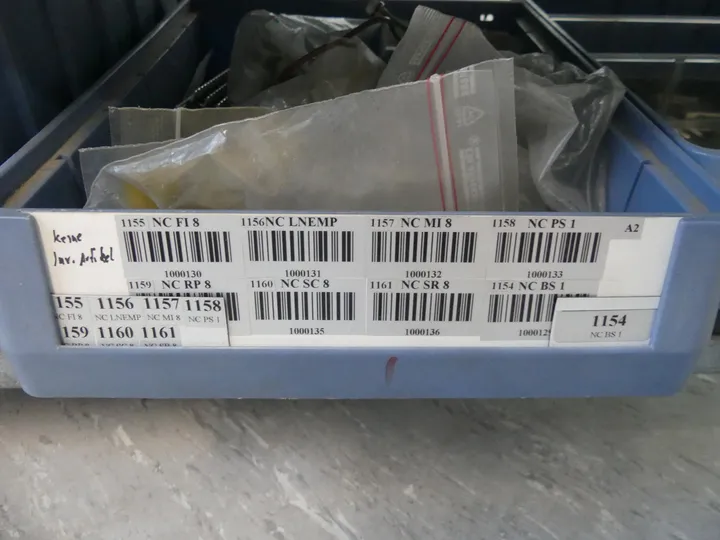 keine
Inv. Artikel
1155 NC FI 8
1000130
1156 NC LNEMP
1000131
1157 NC MI 8
1000132
1158 NC PS 1
1000133
A2
1159 NC RP 8
1160 NC SC 8
1000135
1161 NC SR 8
1000136
1154 NC BS 1
155 1156 1157 1158
NC FI 8 NC LNEMP NC MI 8 NC PS 1
159 1160 1161
1154
NC BS 1